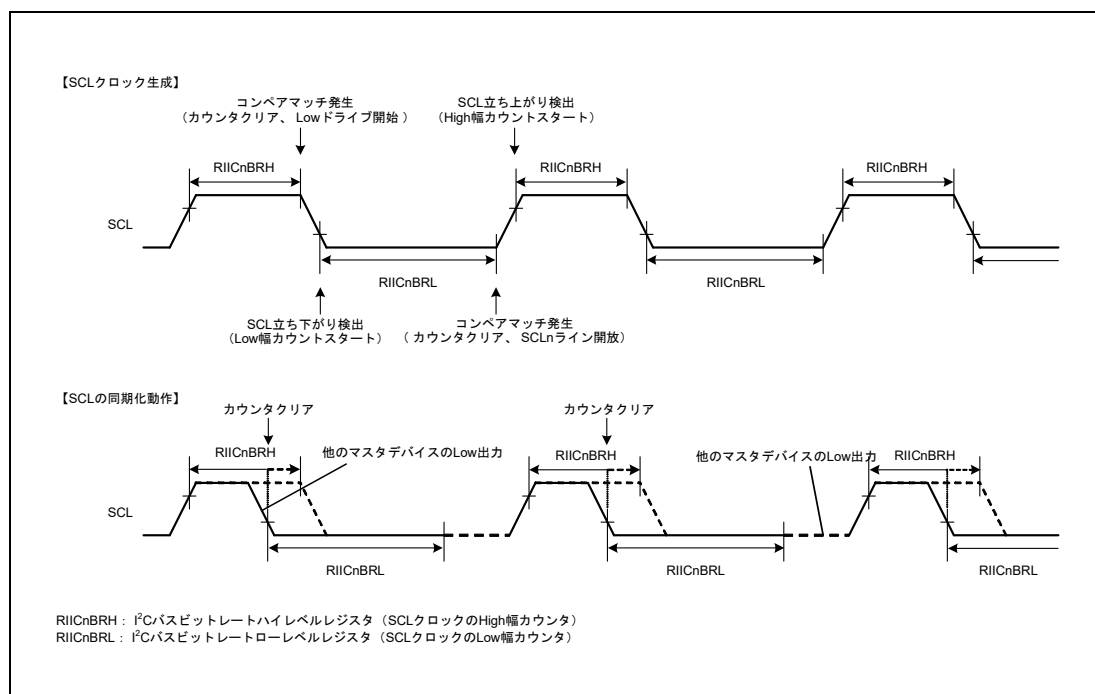 【SCLクロック生成】
コンペアマッチ発生
(カウンタクリア、 Lowドライブ開始 )
SCL立ち上がり検出
(High幅カウントスタート)
RIICnBRH
RIICnBRH
RIICnBRH
SCL
RIICnBRL
RIICnBRL
SCL立ち下がり検出
(Low幅カウントスタート)
コンペアマッチ発生
( カウンタクリア、 SCLnライン開放)
【SCLの同期化動作】
カウンタクリア
カウンタクリア
RIICnBRH
他のマスタデバイスのLow出力
RIICnBRH
他のマスタデバイスのLow出力
RIICnBRH
SCL
RIICnBRL
RIICnBRL
RIICnBRL
RIICnBRH : I²Cバスビットレートハイレベルレジスタ (SCLクロックのHigh幅カウンタ)
RIICnBRL : I²Cバスビットレートローレベルレジスタ (SCLクロックのLow幅カウンタ)